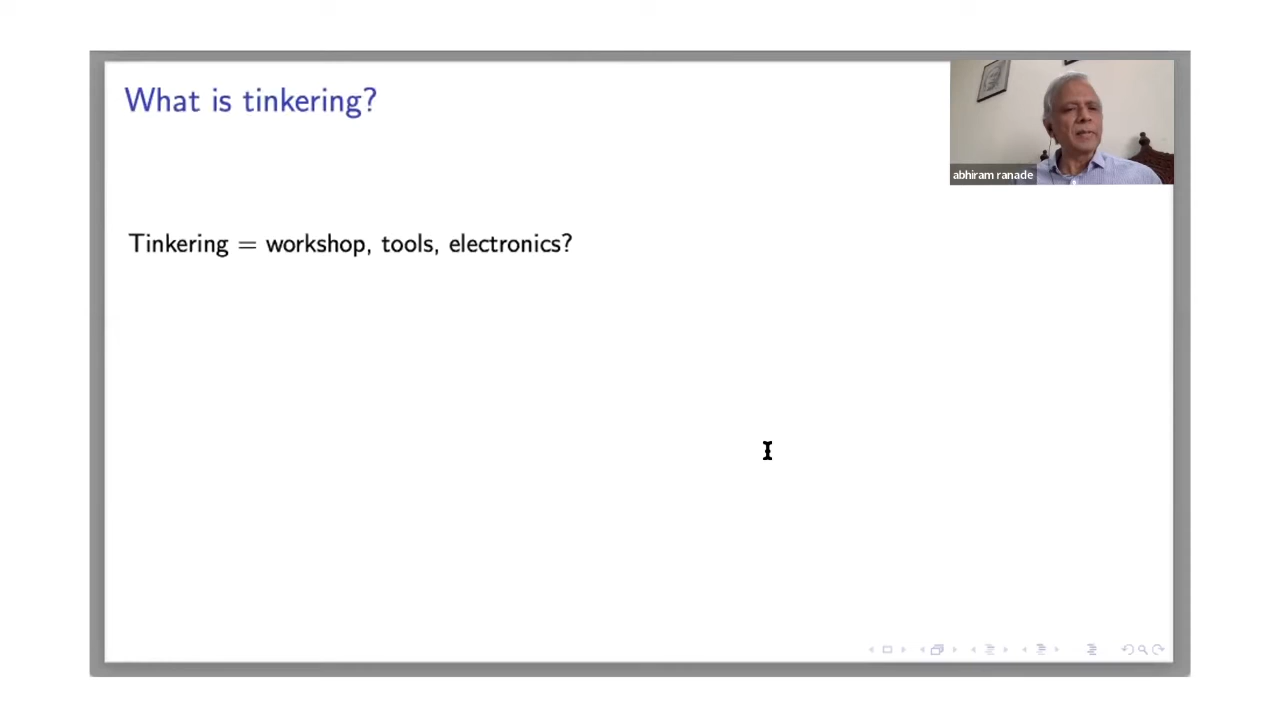 What is tinkering?
abhiram ranade
Tinkering = workshop, tools, electronics?